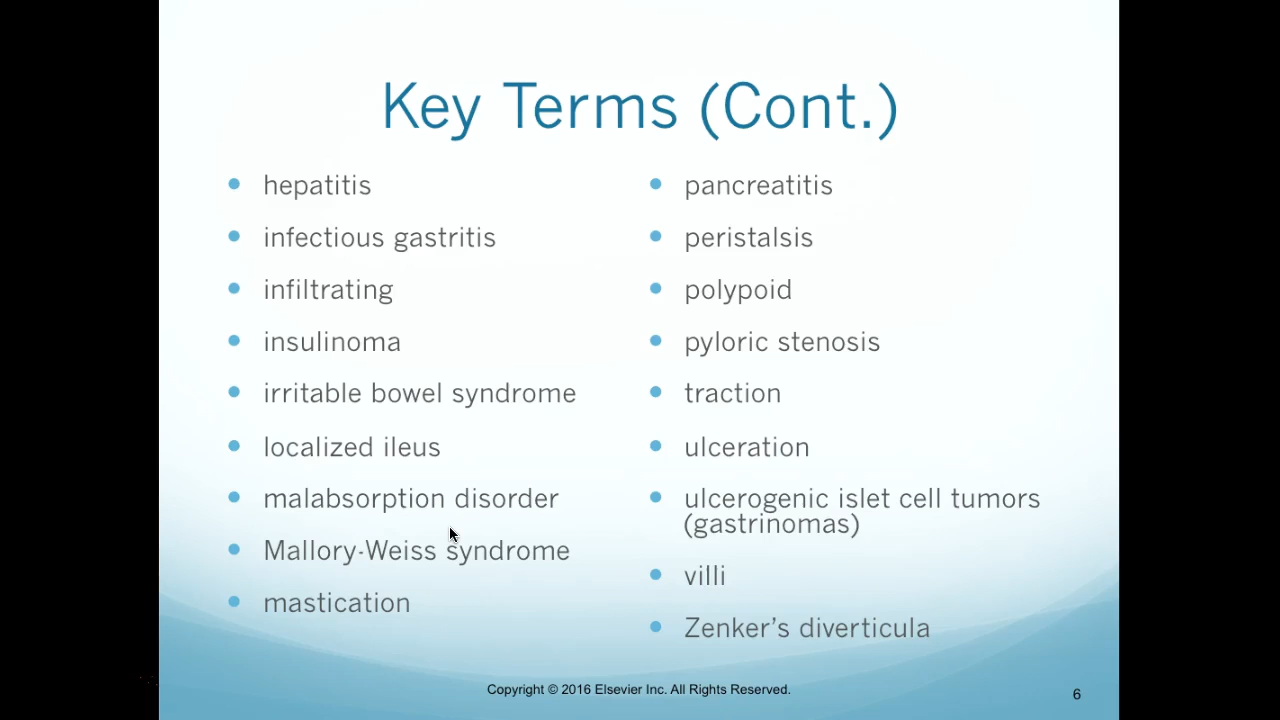 Key Terms (Cont.)
hepatitis
infectious gastritis
infiltrating
insulinoma
irritable bowel syndrome
localized ileus
malabsorption disorder
Mallory-Weiss syndrome
mastication
pancreatitis
peristalsis
polypoid
pyloric stenosis
traction
ulceration
ulcerogenic islet cell tumors
(gastrinomas)
villi
Zenker’s diverticula
Copyright © 2016 Elsevier Inc. All Rights Reserved.
6